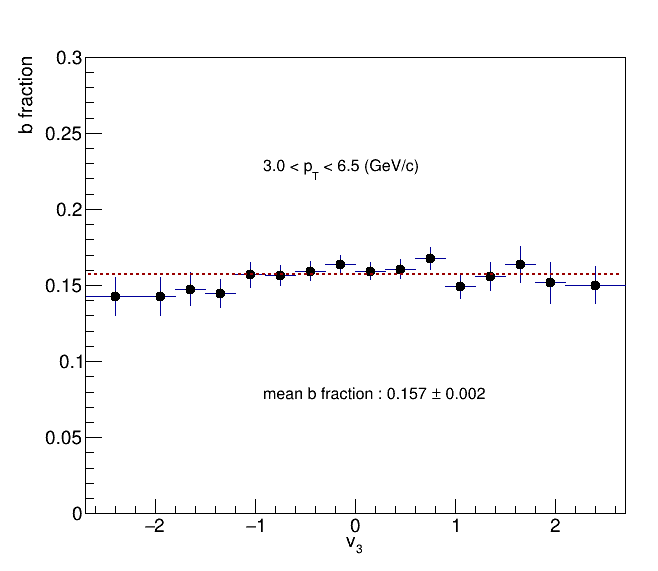 b fraction
0.3
0.25
0.2
0.15
0.1
0.05
0
3.0 < p_T < 6.5 (GeV/c)
mean b fraction : 0.157 ± 0.002
−2 −1 0 1 2
v_3